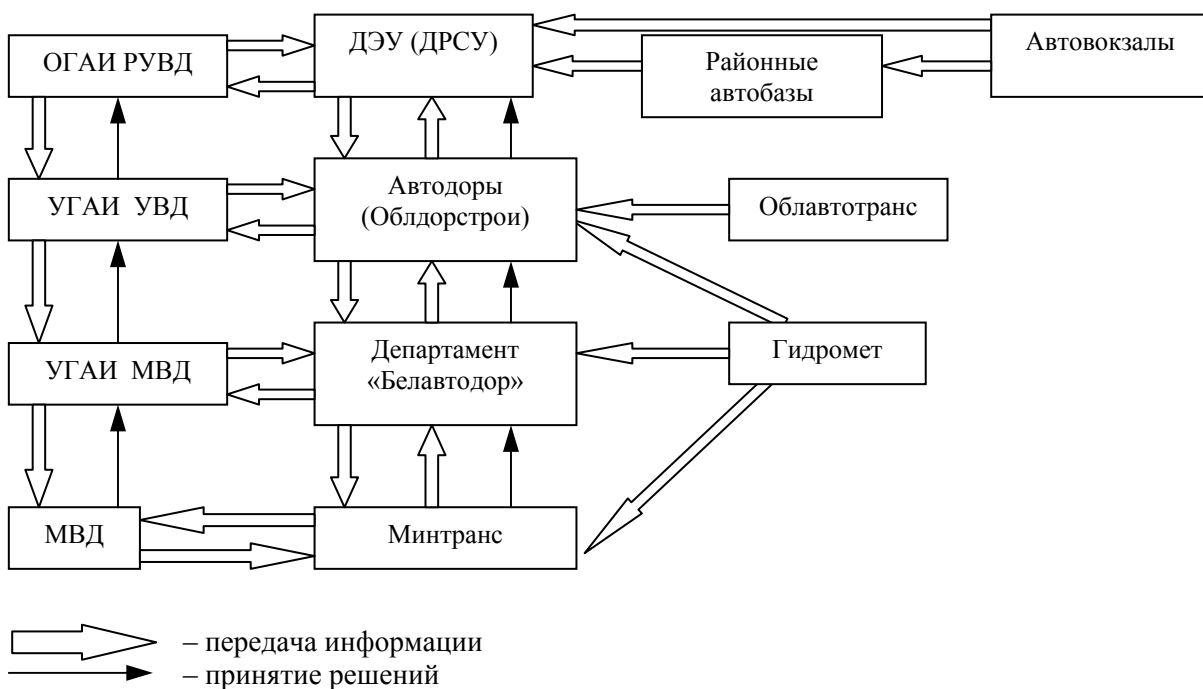 ОГАИ РУВД
ДЭУ (ДРСУ)
Районные
автобазы
Автовокзалы
УГАИ УВД
Автодоры
(Облдорстрои)
Облавтотранс
УГАИ МВД
Департамент
«Белавтодор»
Гидромет
МВД
Минтранс
– передача информации
– принятие решений